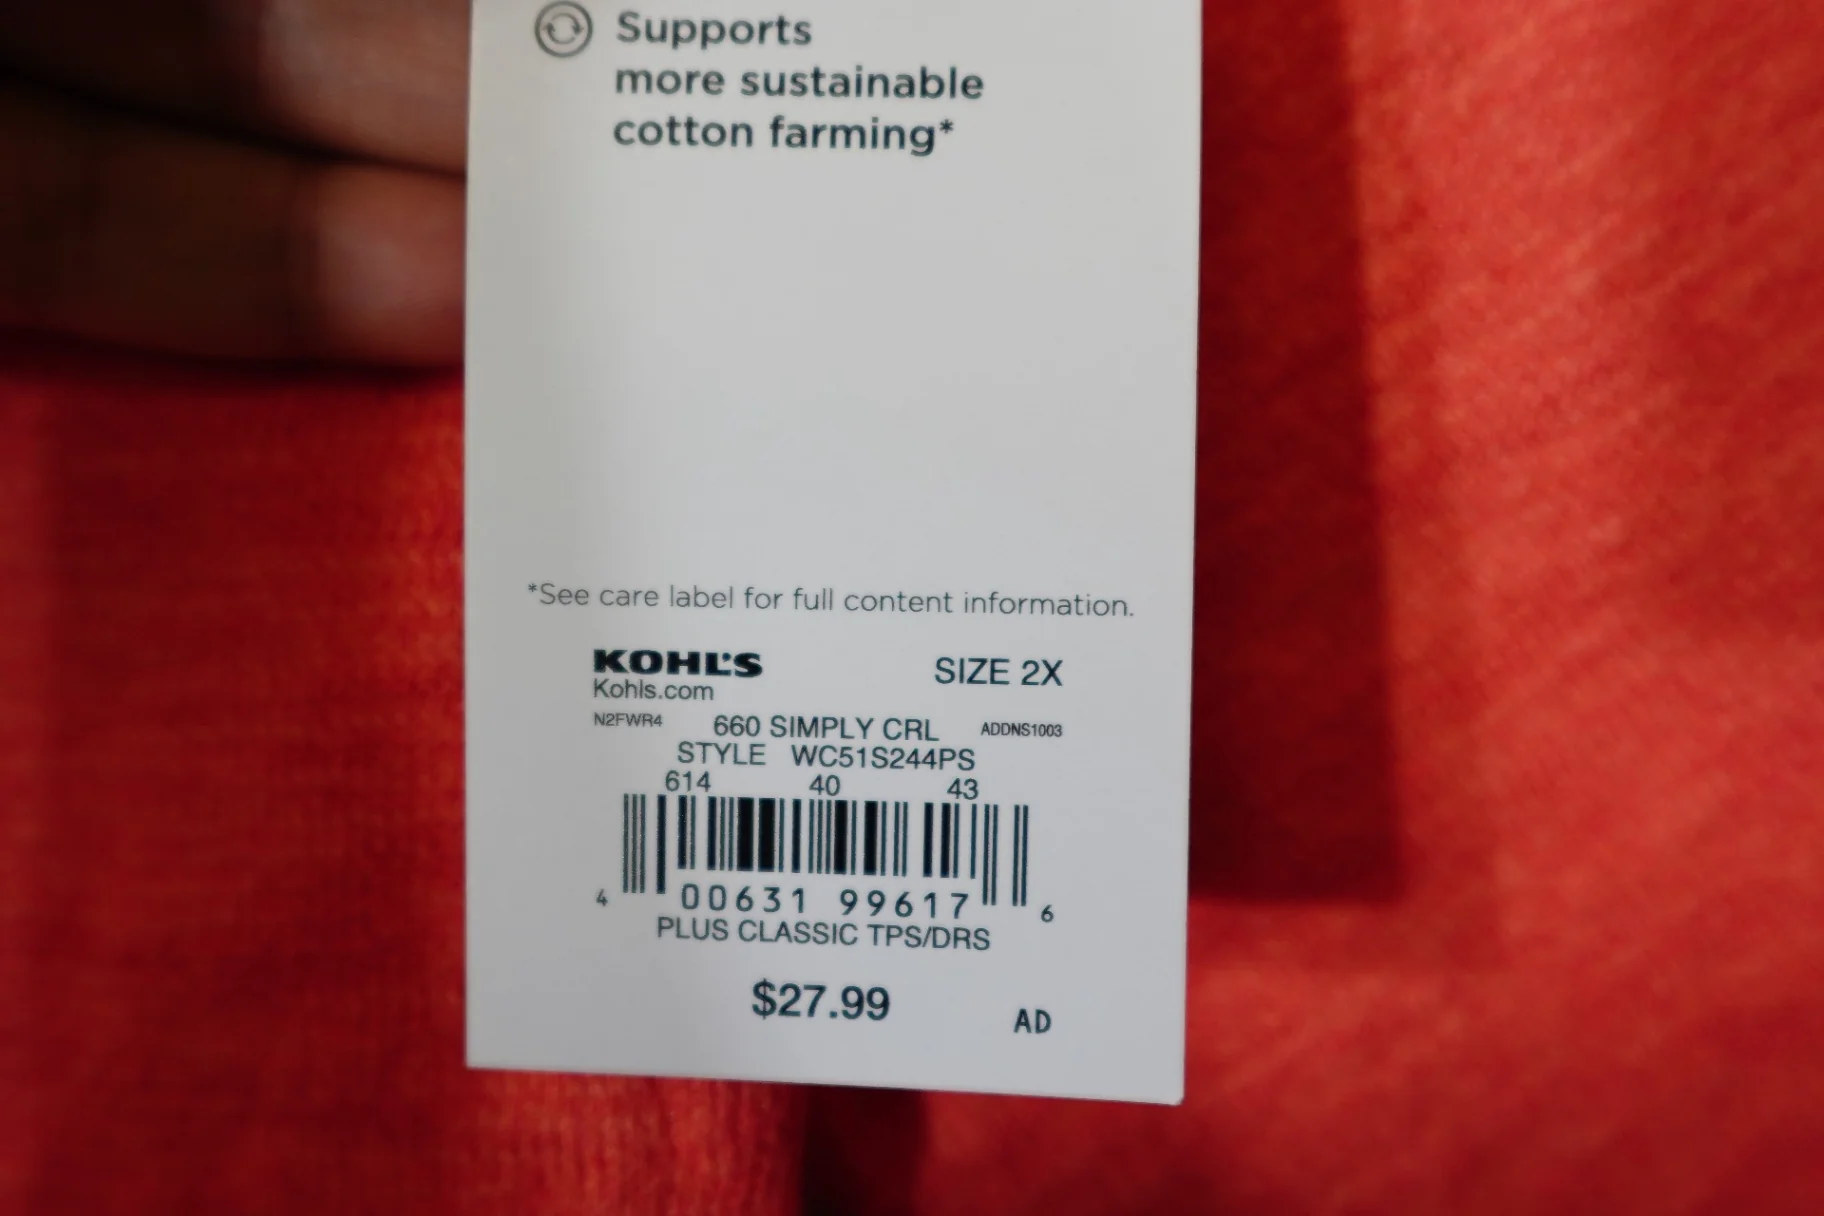 Supports
more sustainable
cotton farming*
*See care label for full content information.
KOHL'S SIZE 2X
Kohls.com
N2FWR4 660 SIMPLY CRL ADDNS1003
STYLE WC51S244PS
614 40 43
4 00631 99617 6
PLUS CLASSIC TPS/DRS
$27.99 AD